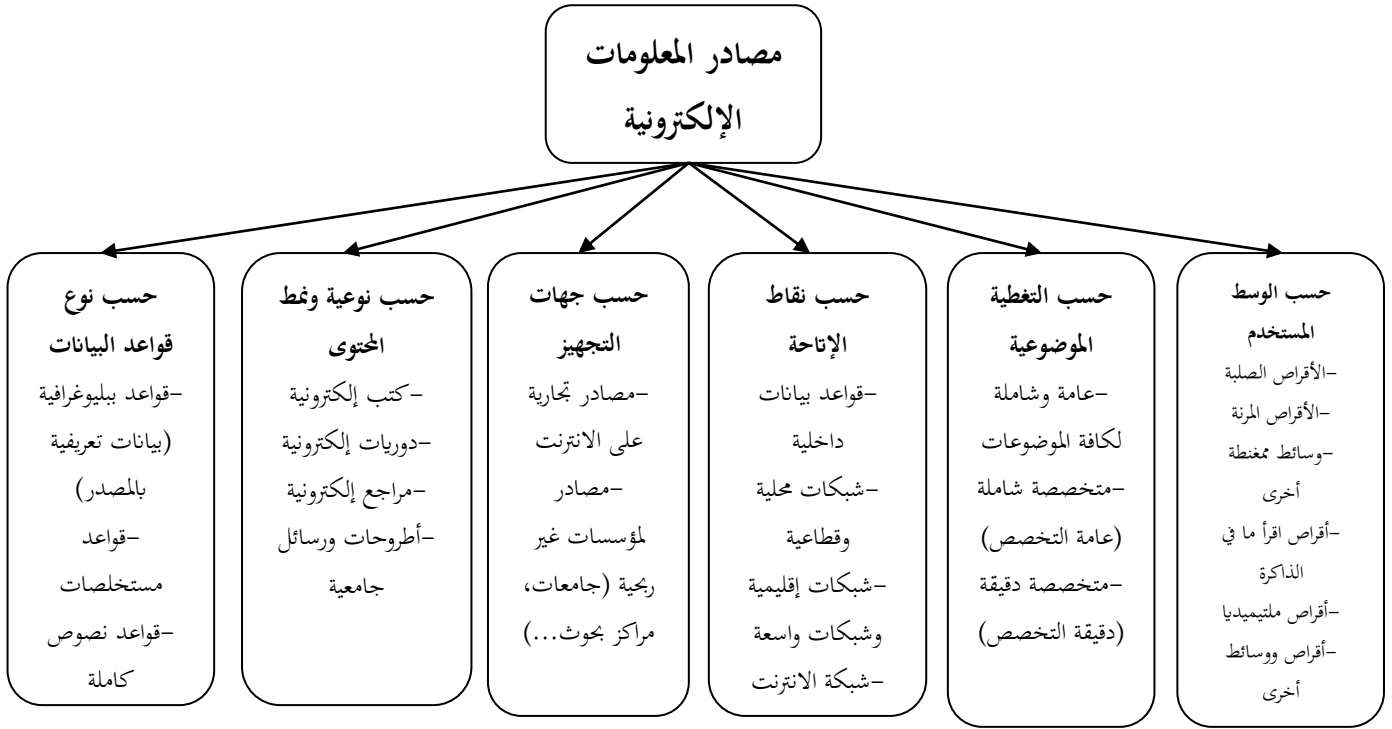 مصادر المعلومات
الإلكترونية
حسب الوسط
المستخدم
-الأقراص الصلبة
-الأقراص المرنة
-وسائط ممغنطة
أخرى
-أقراص اقرأ ما في
الذاكرة
-أقراص ملتيميديا
-أقراص ووسائط
أخرى
حسب التغطية
الموضوعية
-عامة وشاملة
لكافة الموضوعات
-متخصصة شاملة
(عامة التخصص)
-متخصصة دقيقة
(دقيقة التخصص)
حسب نقاط
الإتاحة
-قواعد بيانات
داخلية
-شبكات محلية
وقطاعية
-شبكات إقليمية
وشبكات واسعة
-شبكة الانترنت
حسب جهات
التجهيز
-مصادر تجارية
على الانترنت
-مصادر
لمؤسسات غير
ربحية (جامعات،
مراكز بحوث...)
حسب نوعية ونمط
المحتوى
-كتب إلكترونية
-دوريات إلكترونية
-مراجع إلكترونية
-أطروحات ورسائل
جامعية
حسب نوع
قواعد البيانات
-قواعد ببليوغرافية
(بيانات تعريفية
بالمصدر)
-قواعد
مستخلصات
-قواعد نصوص
كاملة